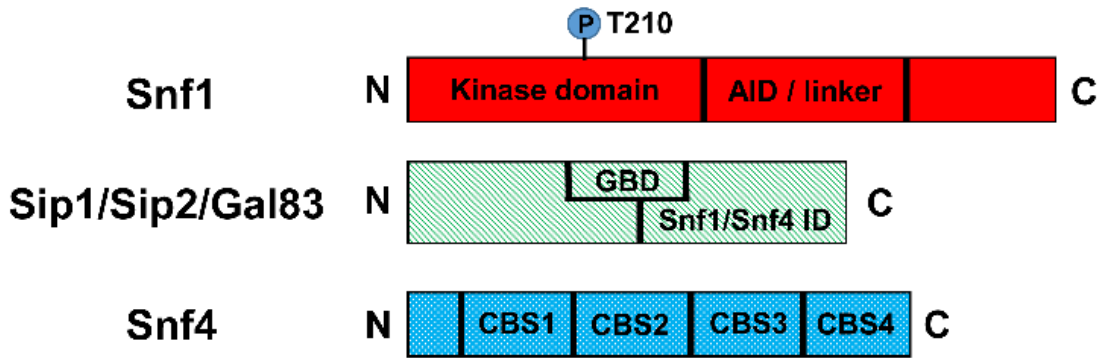 P T210
Snf1 N Kinase domain AID / linker C
Sip1/Sip2/Gal83 N GBD Snf1/Snf4 ID C
Snf4 N CBS1 CBS2 CBS3 CBS4 C